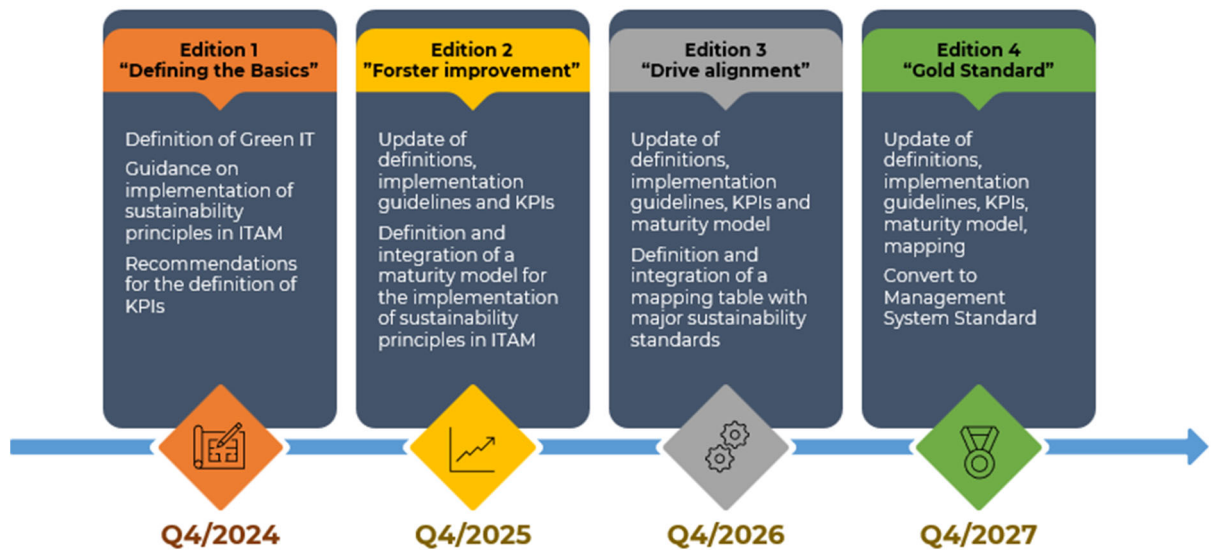 Edition 1
“Defining the Basics”
Definition of Green IT
Guidance on
implementation of
sustainability
principles in ITAM
Recommendations
for the definition of
KPIs
Q4/2024
Edition 2
”Forster improvement”
Update of
definitions,
implementation
guidelines and KPIs
Definition and
integration of a
maturity model for
the implementation
of sustainability
principles in ITAM
Q4/2025
Edition 3
“Drive alignment”
Update of
definitions,
implementation
guidelines, KPIs and
maturity model
Definition and
integration of a
mapping table with
major sustainability
standards
Q4/2026
Edition 4
“Gold Standard”
Update of
definitions,
implementation
guidelines, KPIs,
maturity model,
mapping
Convert to
Management
System Standard
Q4/2027